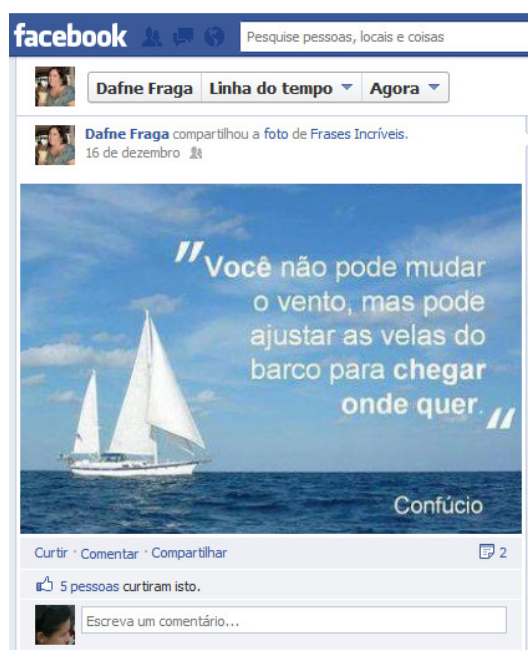 facebook Pesquise pessoas, locais e coisas
Dafne Fraga Linha do tempo Agora
Dafne Fraga compartilhou a foto de Frases Incríveis.
16 de dezembro
"Você não pode mudar
o vento, mas pode
ajustar as velas do
barco para chegar
onde quer."
Confúcio
Curtir · Comentar · Compartilhar 2
5 pessoas curtiram isto.
Escreva um comentário...